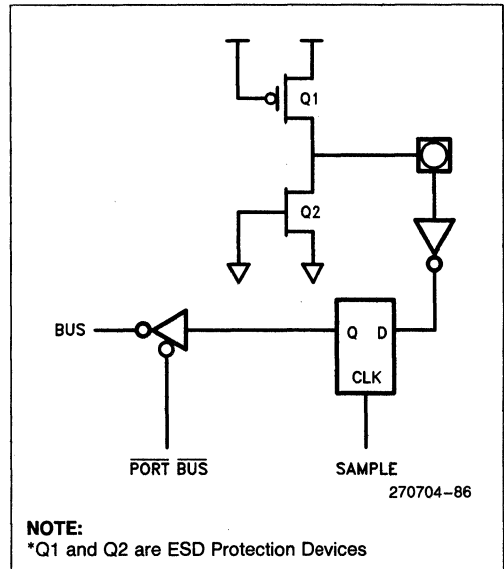 Q1
Q2
BUS
Q D
CLK
PORT BUS
SAMPLE
270704-86
NOTE:
*Q1 and Q2 are ESD Protection Devices